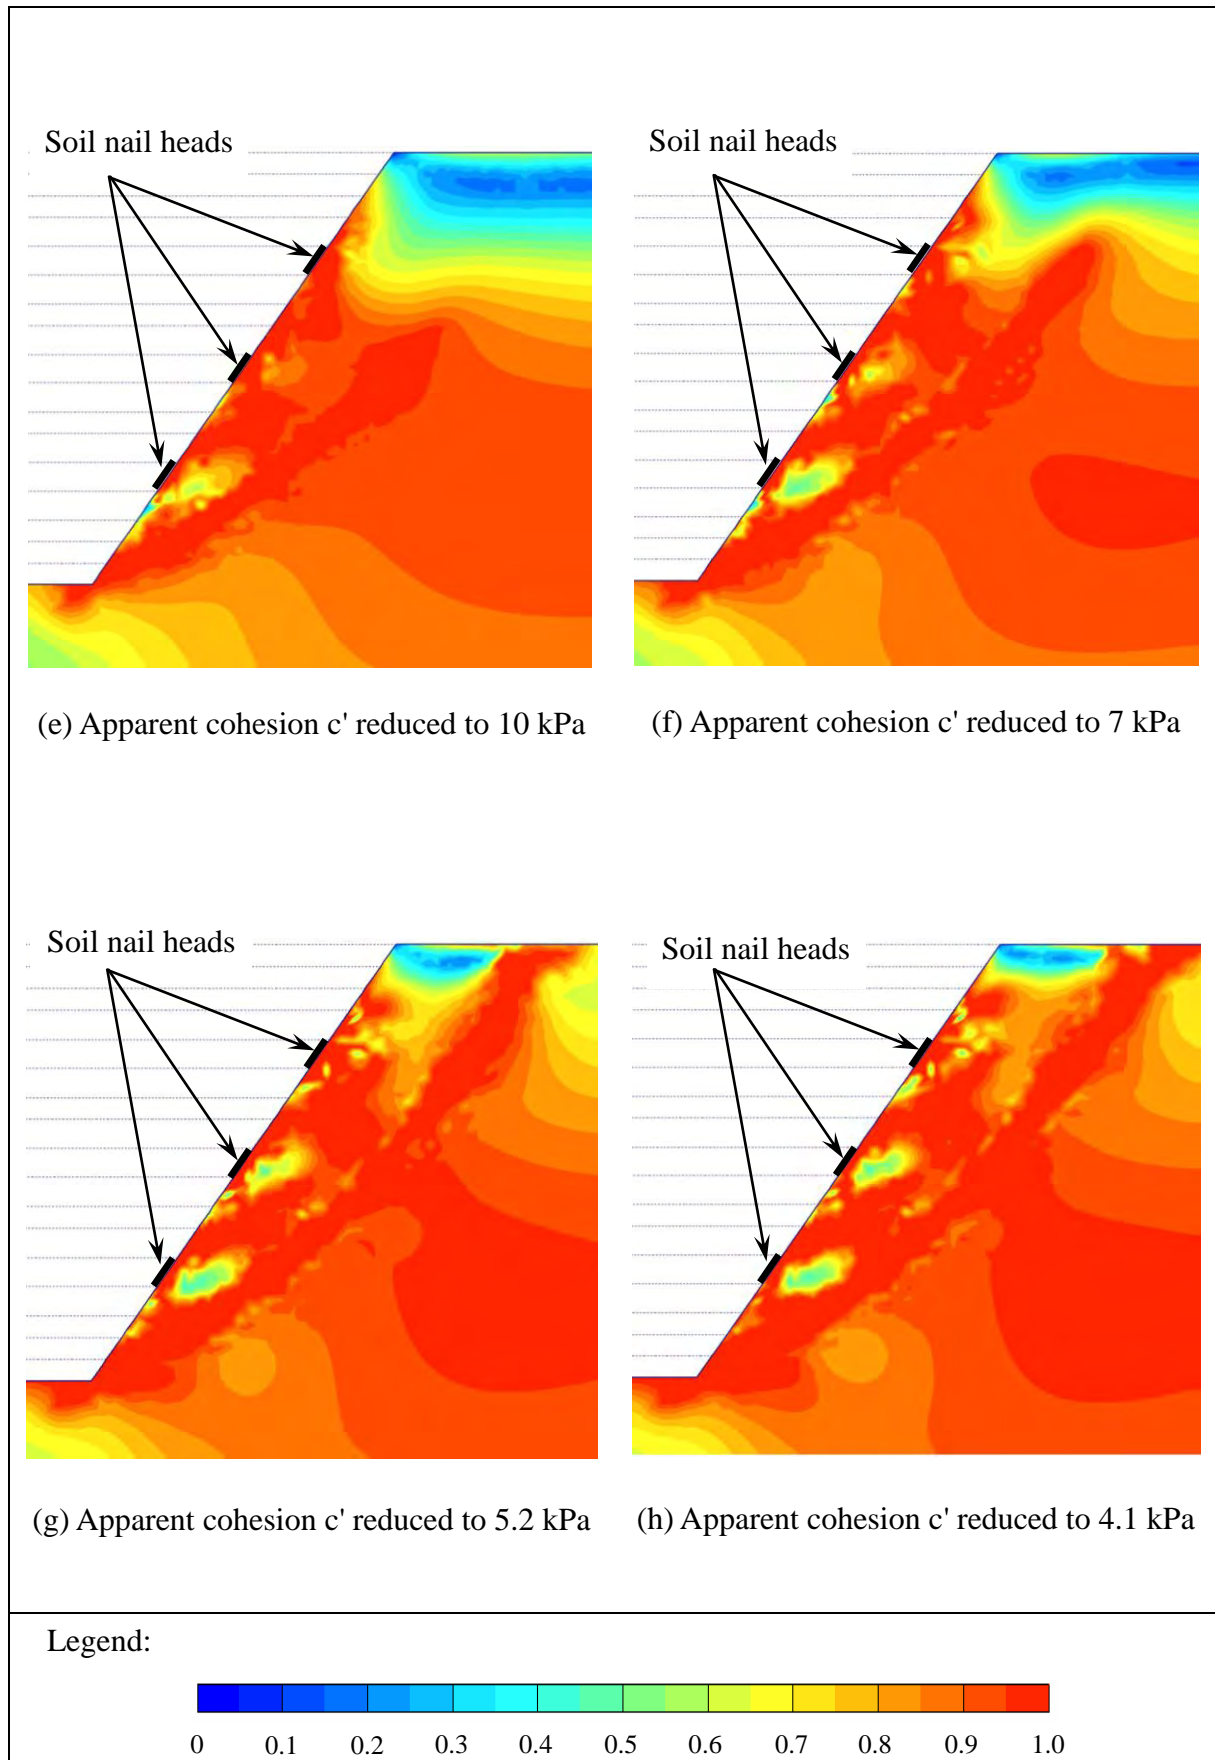 Soil nail heads
Soil nail heads
(e) Apparent cohesion c' reduced to 10 kPa
(f) Apparent cohesion c' reduced to 7 kPa
Soil nail heads
Soil nail heads
(g) Apparent cohesion c' reduced to 5.2 kPa
(h) Apparent cohesion c' reduced to 4.1 kPa
Legend:
0 0.1 0.2 0.3 0.4 0.5 0.6 0.7 0.8 0.9 1.0